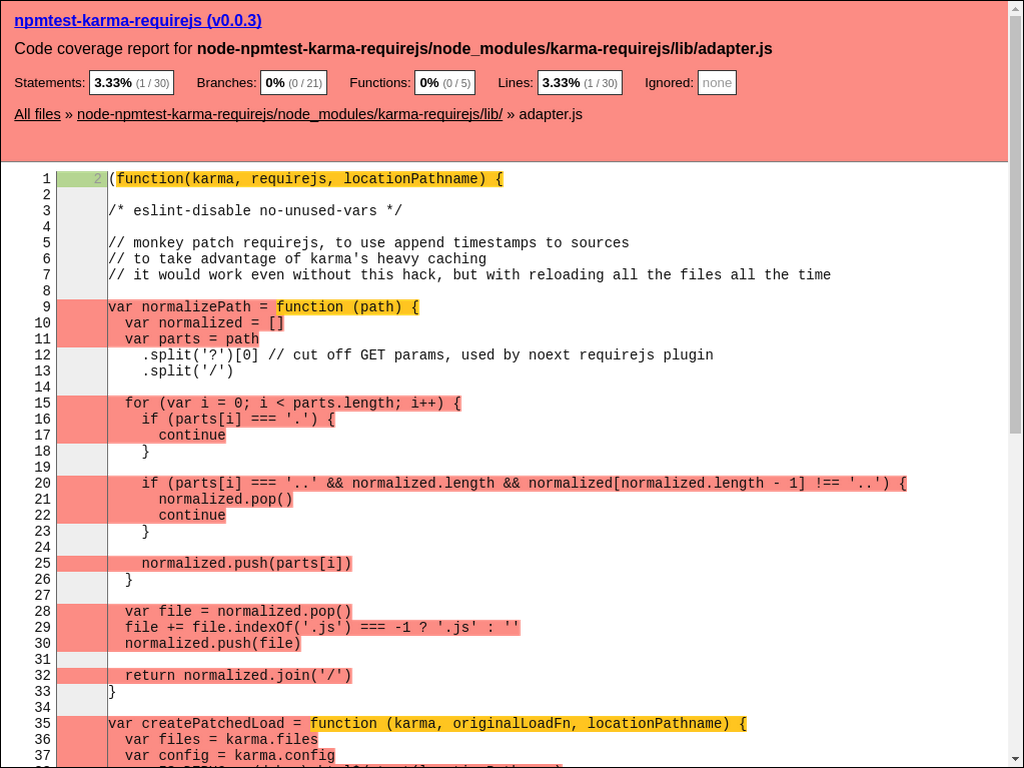 npmtest-karma-requirejs (v0.0.3)
Code coverage report for node-npmtest-karma-requirejs/node_modules/karma-requirejs/lib/adapter.js
Statements: 3.33% (1 / 30) Branches: 0% (0 / 21) Functions: 0% (0 / 5) Lines: 3.33% (1 / 30) Ignored: none
All files » node-npmtest-karma-requirejs/node_modules/karma-requirejs/lib/ » adapter.js
1 2 (function(karma, requirejs, locationPathname) {
2
3 /* eslint-disable no-unused-vars */
4
5 // monkey patch requirejs, to use append timestamps to sources
6 // to take advantage of karma's heavy caching
7 // it would work even without this hack, but with reloading all the files all the time
8
9 var normalizePath = function (path) {
10   var normalized = []
11   var parts = path
12     .split('?')[0] // cut off GET params, used by noext requirejs plugin
13     .split('/')
14
15   for (var i = 0; i < parts.length; i++) {
16     if (parts[i] === '.') {
17       continue
18     }
19
20     if (parts[i] === '..' && normalized.length && normalized[normalized.length - 1] !== '..') {
21       normalized.pop()
22       continue
23     }
24
25     normalized.push(parts[i])
26   }
27
28   var file = normalized.pop()
29   file += file.indexOf('.js') === -1 ? '.js' : ''
30   normalized.push(file)
31
32   return normalized.join('/')
33 }
34
35 var createPatchedLoad = function (karma, originalLoadFn, locationPathname) {
36   var files = karma.files
37   var config = karma.config